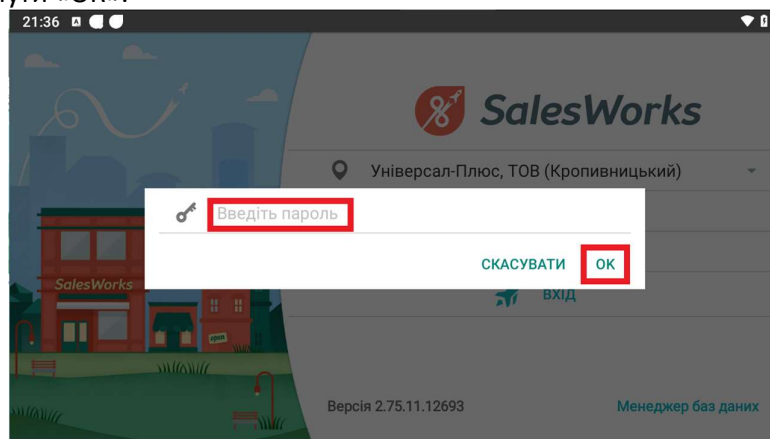 21:36
SalesWorks
Універсал-Плюс, ТОВ (Кропивницький)
Введіть пароль
СКАСУВАТИ ОК
SalesWorks
ВХІД
open
Версія 2.75.11.12693 Менеджер баз даних